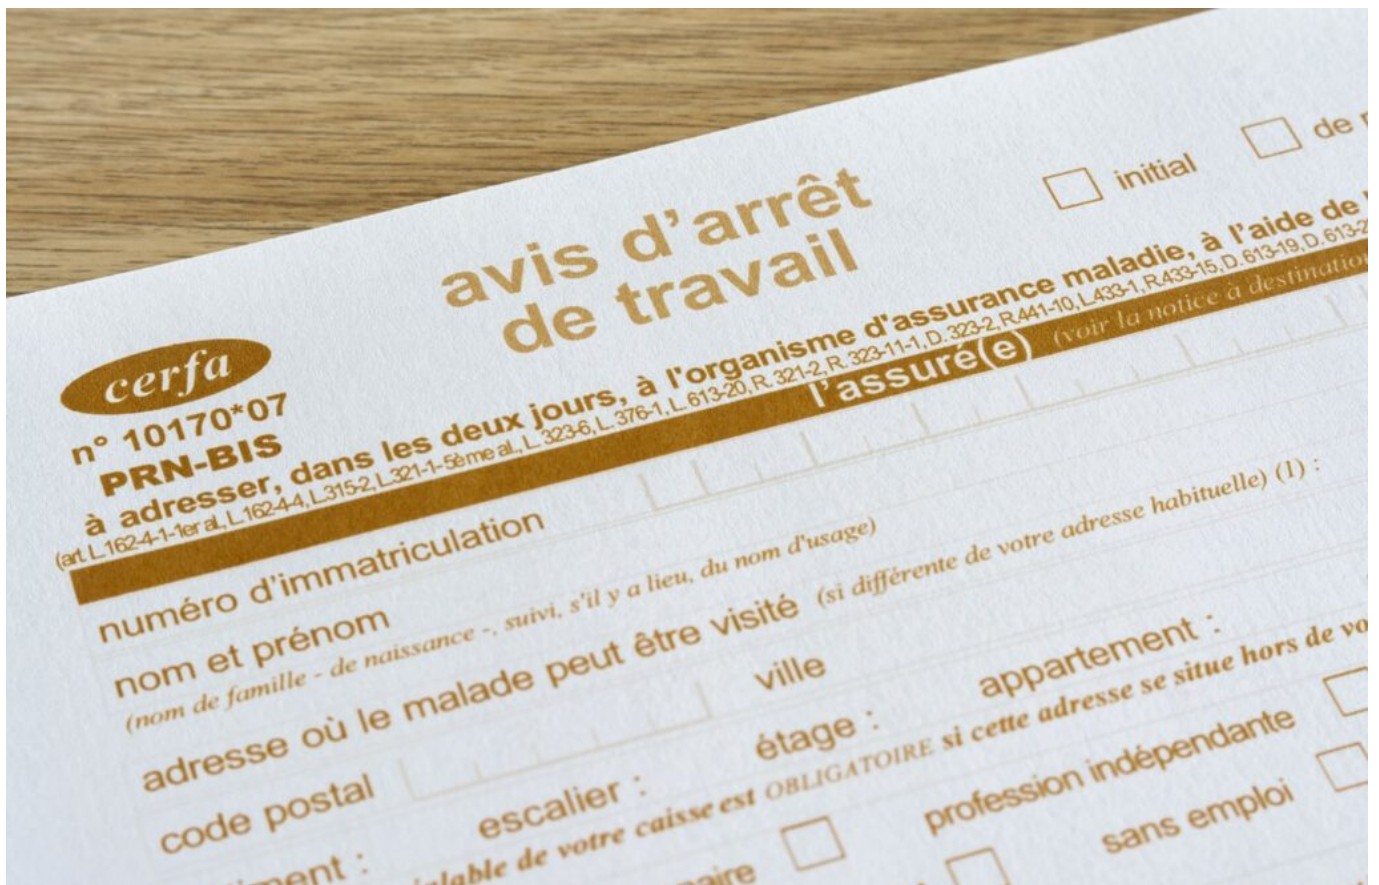 avis d'arrêt
de travail
initial
de
cerfa
n° 10170*07
PRN-BIS
à adresser, dans les deux jours, à l'organisme d'assurance maladie, à l'aide de
(art. L.162-4-1-1er al., L.162-4-4, L.315-2, L.321-1-5ème al., L.323-6, L.376-1, L.613-20, R.321-2, R.323-11-1, D.323-2, R.441-10, L.433-1, R.433-15, D.613-19, D.613-2
l'assuré(e) (voir la notice à destination
numéro d'immatriculation
nom et prénom
(nom de famille - de naissance -, suivi, s'il y a lieu, du nom d'usage)
adresse où le malade peut être visité (si différente de votre adresse habituelle) (1) :
code postal ville
escalier : étage : appartement :
de votre caisse est OBLIGATOIRE si cette adresse se situe hors de
profession indépendante
sans emploi